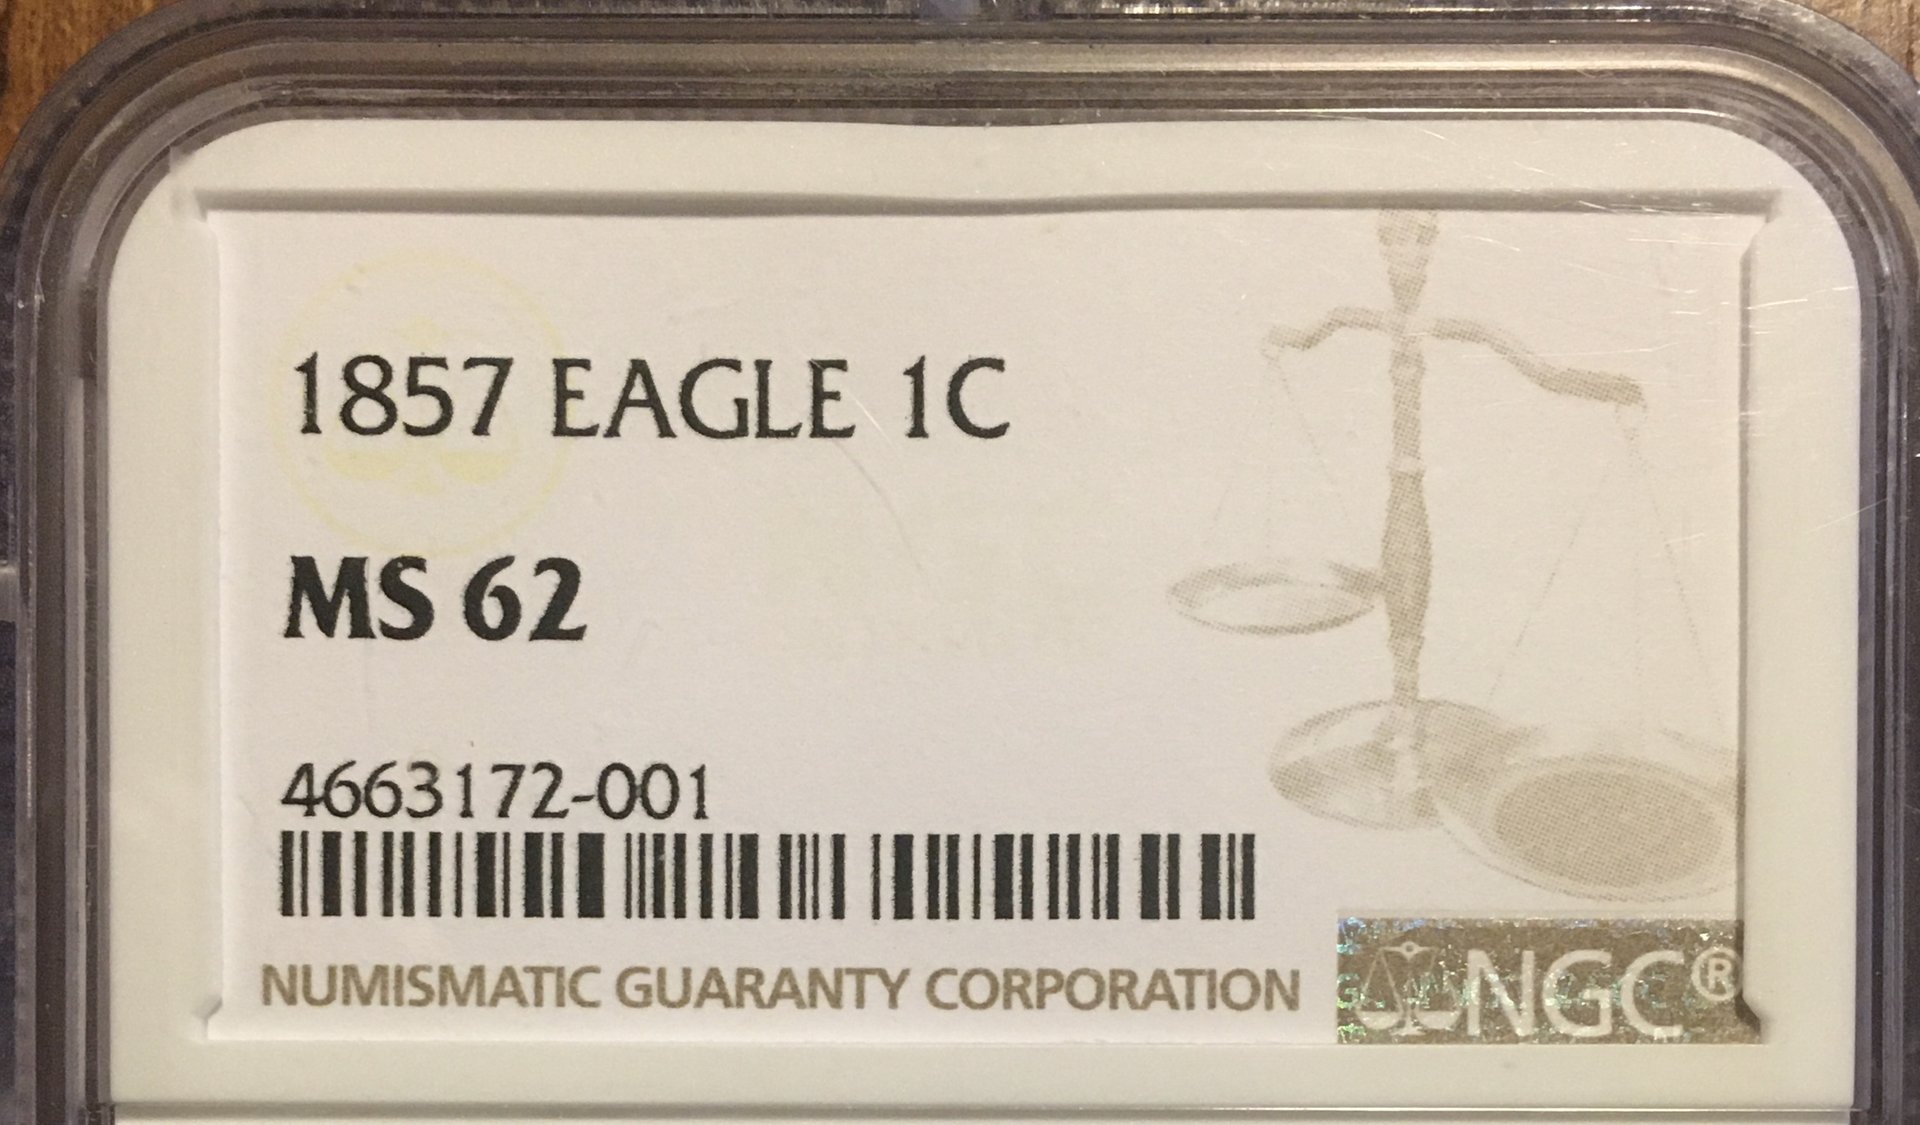 1857 EAGLE 1C
MS 62
4663172-001
NUMISMATIC GUARANTY CORPORATION
NGC®